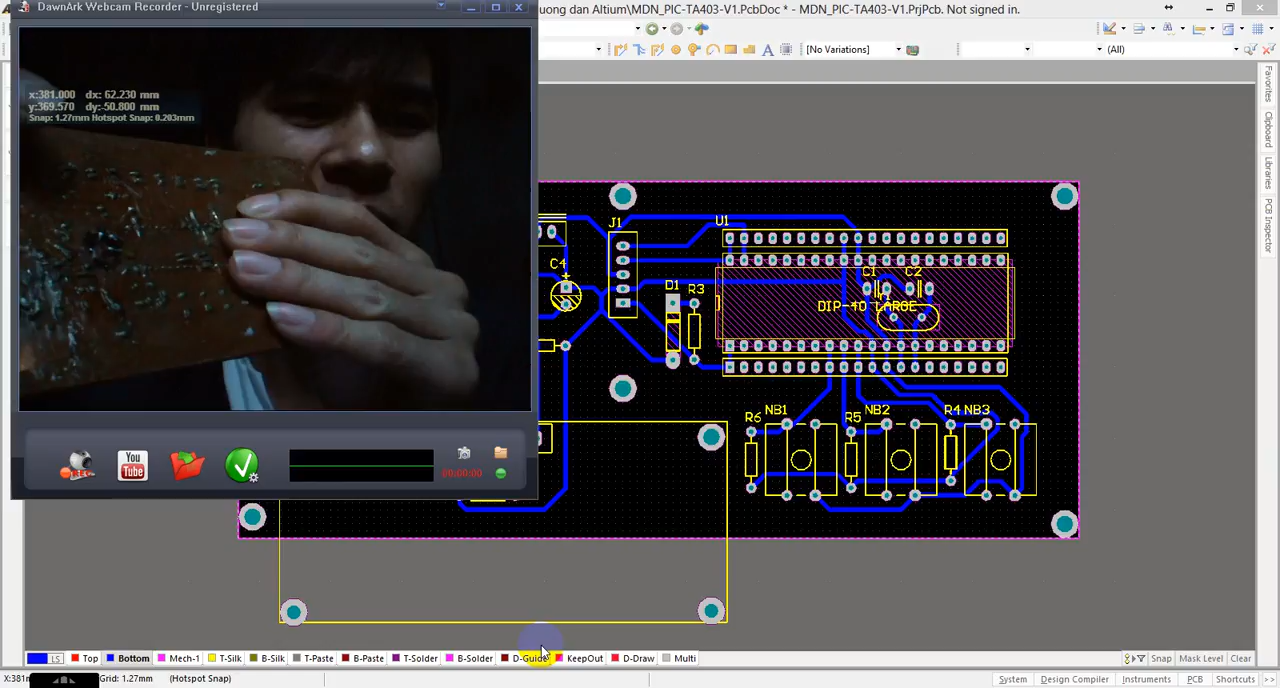 DawnArk Webcam Recorder - Unregistered
uong dan Altium\MDN_PIC-TA403-V1.PcbDoc * - MDN_PIC-TA403-V1.PrjPcb. Not signed in.
[No Variations]
(All)
x:381.000 dx: 62.230 mm
y:369.570 dy:-50.800 mm
Snap: 1.27mm Hotspot Snap: 0.203mm
Favorites
Clipboard
Libraries
PCB Inspector
J1
U1
C4
D1
R3
C1
C2
DIP-40 LARGE
R6
NB1
R5
NB2
R4
NB3
You
Tube
00:00:00
LS
Top
Bottom
Mech-1
T-Silk
B-Silk
T-Paste
B-Paste
T-Solder
B-Solder
D-Guide
KeepOut
D-Draw
Multi
Snap
Mask Level
Clear
X:381
Grid: 1.27mm
(Hotspot Snap)
System
Design Compiler
Instruments
PCB
Shortcuts
>>